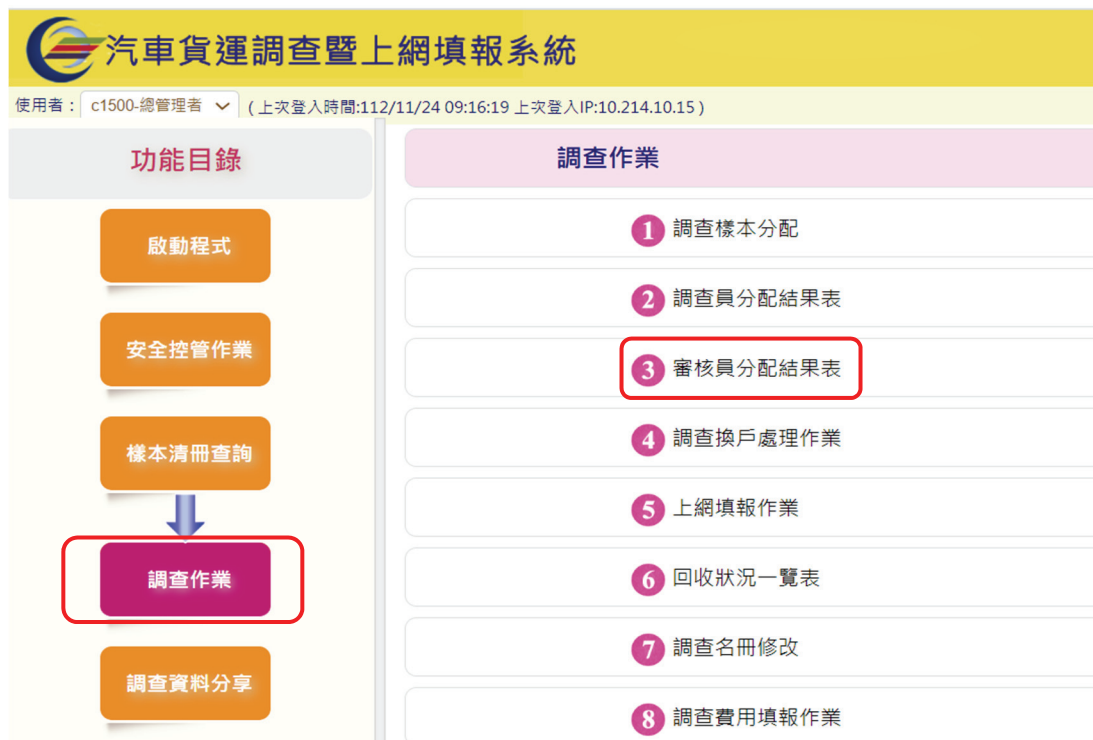 汽車貨運調查暨上網填報系統
使用者： c1500-總管理者 (上次登入時間:112/11/24 09:16:19 上次登入IP:10.214.10.15 )
功能目錄
啟動程式
安全控管作業
樣本清冊查詢
調查作業
調查資料分享
調查作業
1 調查樣本分配
2 調查員分配結果表
3 審核員分配結果表
4 調查換戶處理作業
5 上網填報作業
6 回收狀況一覽表
7 調查名冊修改
8 調查費用填報作業